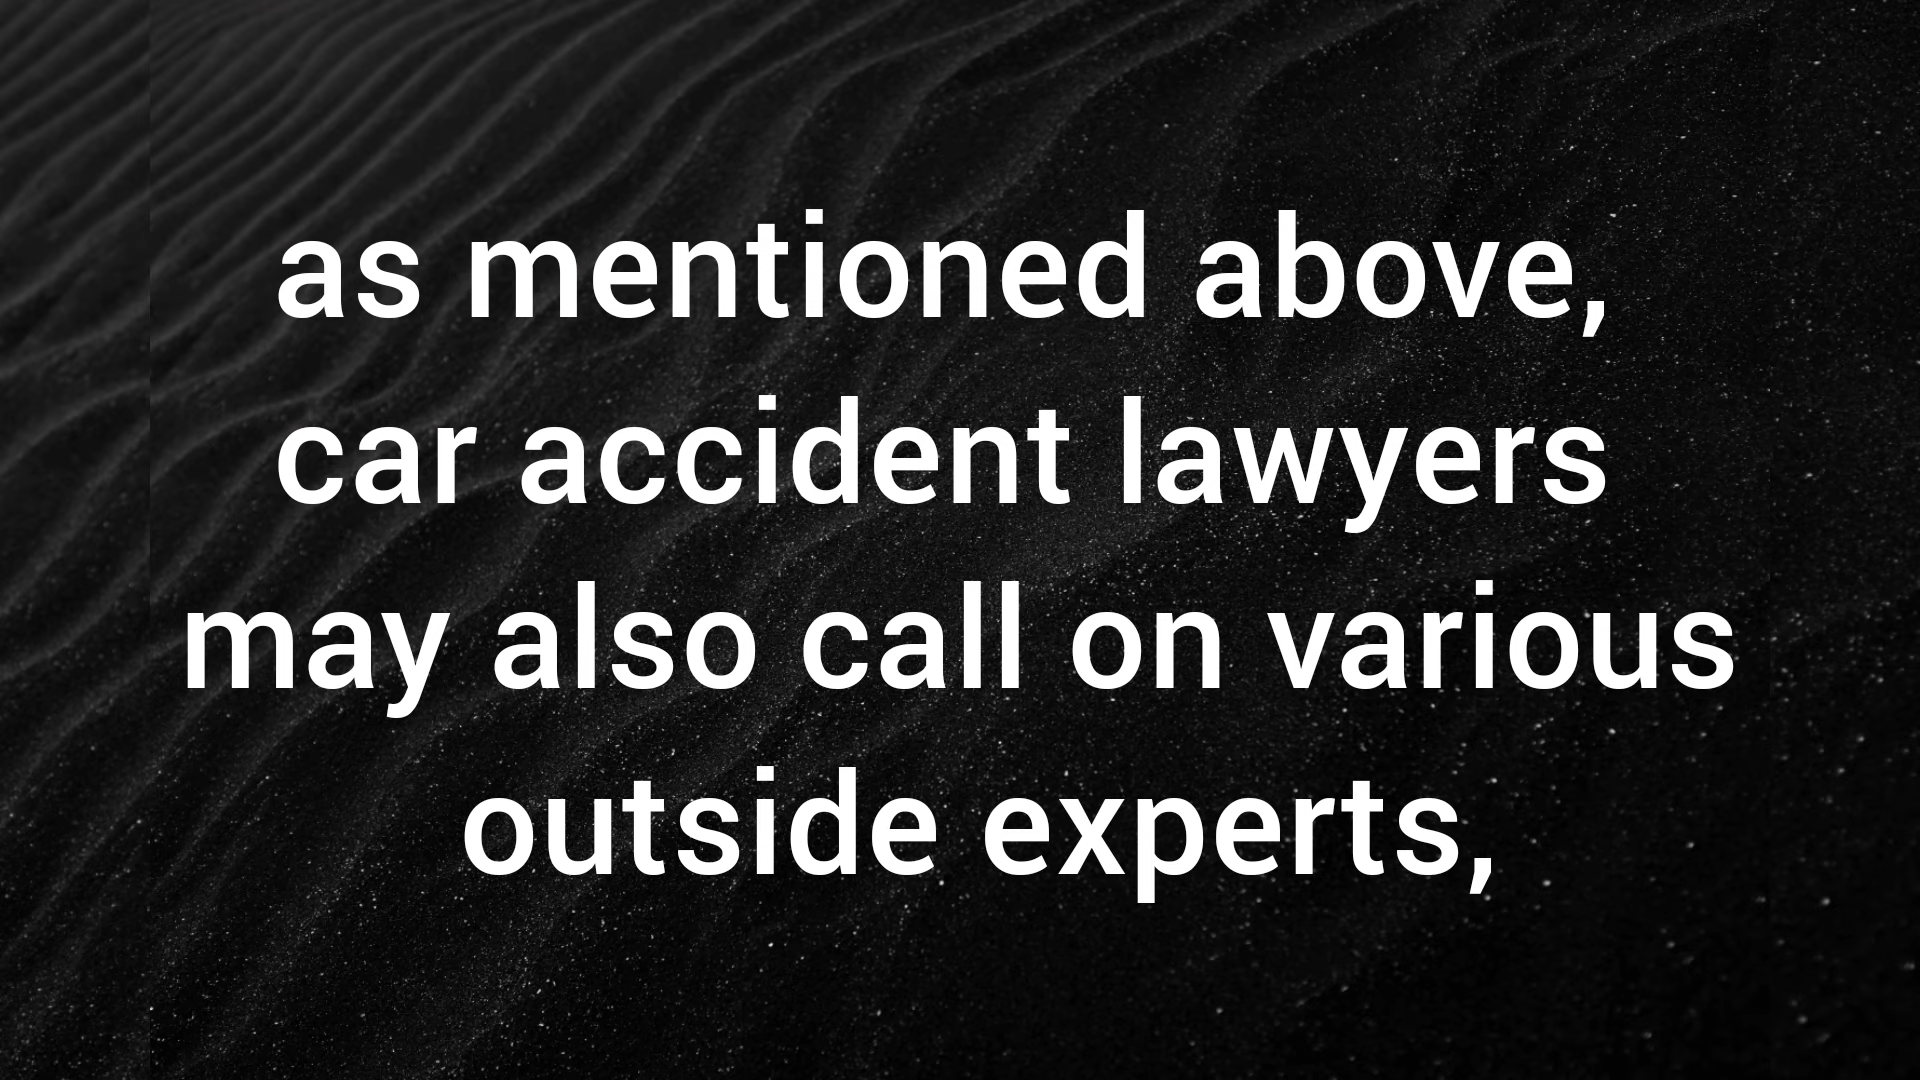 as mentioned above,
car accident lawyers
may also call on various
outside experts,